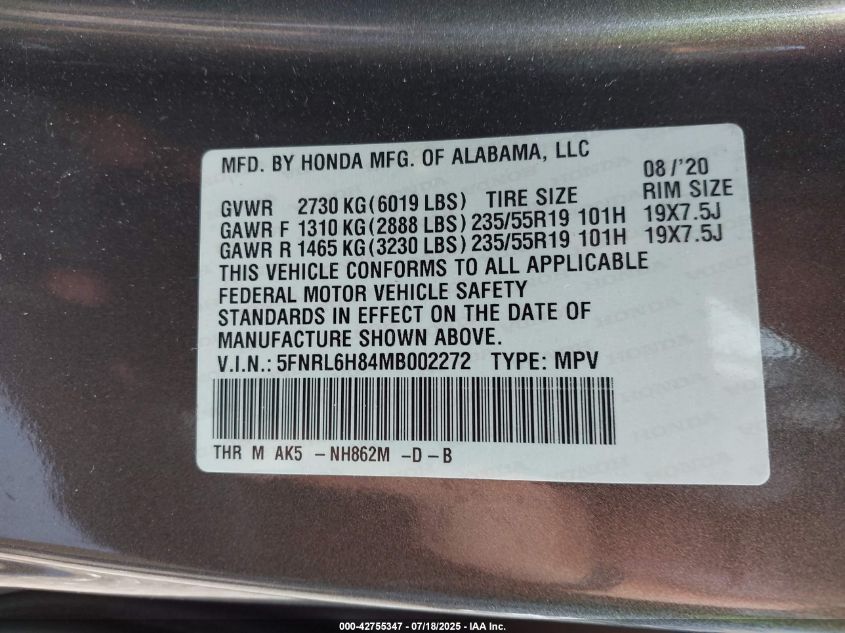 MFD. BY HONDA MFG. OF ALABAMA, LLC 08/'20
GVWR 2730 KG(6019 LBS) TIRE SIZE RIM SIZE
GAWR F 1310 KG(2888 LBS) 235/55R19 101H 19X7.5J
GAWR R 1465 KG(3230 LBS) 235/55R19 101H 19X7.5J
THIS VEHICLE CONFORMS TO ALL APPLICABLE
FEDERAL MOTOR VEHICLE SAFETY
STANDARDS IN EFFECT ON THE DATE OF
MANUFACTURE SHOWN ABOVE.
V.I.N.: 5FNRL6H84MB002272 TYPE: MPV
THR M AK5 -NH862M -D-B
000-42755347 - 07/18/2025 - IAA Inc.